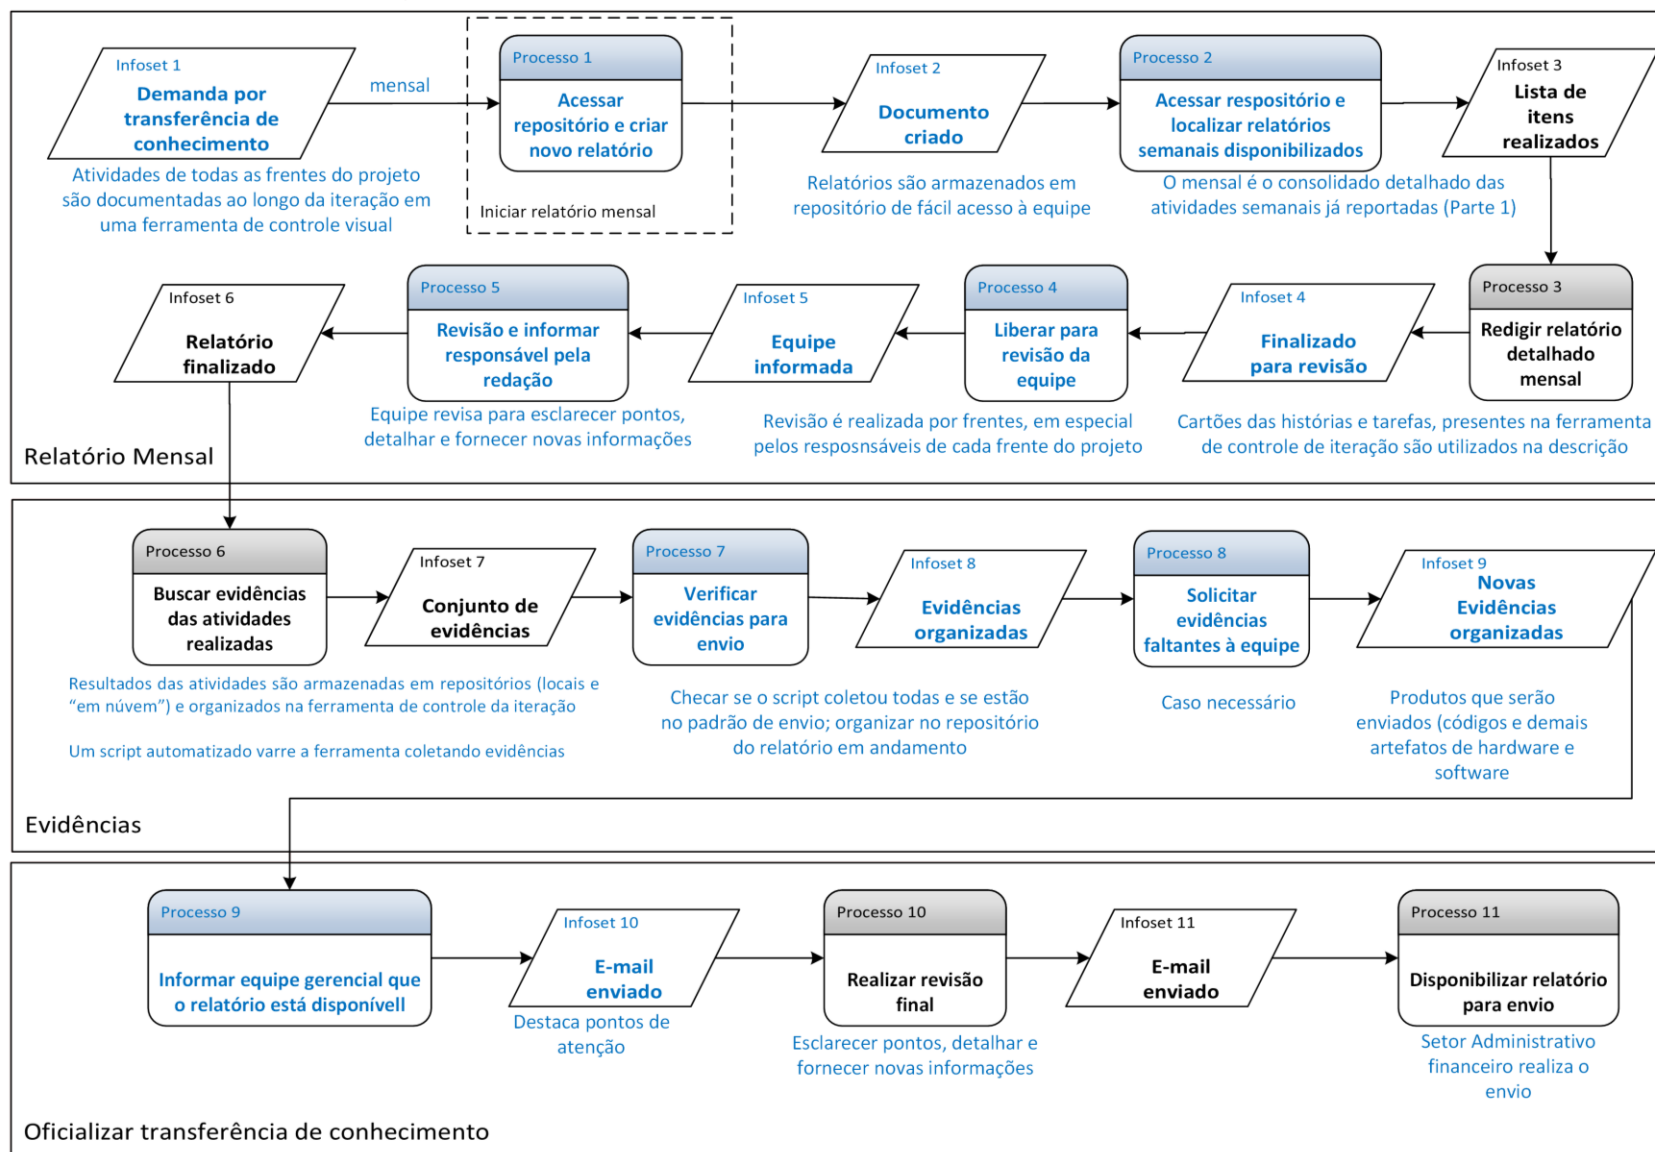 Infoset 1
Demanda por
transferência de
conhecimento
mensal
Atividades de todas as frentes do projeto
são documentadas ao longo da iteração em
uma ferramenta de controle visual
Processo 1
Acessar
repositório e criar
novo relatório
Iniciar relatório mensal
Infoset 2
Documento
criado
Relatórios são armazenados em
repositório de fácil acesso à equipe
Processo 2
Acessar respositório e
localizar relatórios
semanais disponibilizados
O mensal é o consolidado detalhado das
atividades semanais já reportadas (Parte 1)
Infoset 3
Lista de
itens
realizados
Processo 3
Redigir relatório
detalhado
mensal
Infoset 4
Finalizado
para revisão
Cartões das histórias e tarefas, presentes na ferramenta
de controle de iteração são utilizados na descrição
Processo 4
Liberar para
revisão da
equipe
Revisão é realizada por frentes, em especial
pelos resposnsáveis de cada frente do projeto
Infoset 5
Equipe
informada
Processo 5
Revisão e informar
responsável pela
redação
Equipe revisa para esclarecer pontos,
detalhar e fornecer novas informações
Infoset 6
Relatório
finalizado
Relatório Mensal
Processo 6
Buscar evidências
das atividades
realizadas
Resultados das atividades são armazenadas em repositórios (locais e
“em núvem”) e organizados na ferramenta de controle da iteração
Um script automatizado varre a ferramenta coletando evidências
Infoset 7
Conjunto de
evidências
Processo 7
Verificar
evidências para
envio
Checar se o script coletou todas e se estão
no padrão de envio; organizar no repositório
do relatório em andamento
Infoset 8
Evidências
organizadas
Processo 8
Solicitar
evidências
faltantes à equipe
Caso necessário
Infoset 9
Novas
Evidências
organizadas
Produtos que serão
enviados (códigos e demais
artefatos de hardware e
software
Evidências
Processo 9
Informar equipe gerencial que
o relatório está disponívell
Infoset 10
E-mail
enviado
Destaca pontos de
atenção
Processo 10
Realizar revisão
final
Esclarecer pontos, detalhar e
fornecer novas informações
Infoset 11
E-mail
enviado
Processo 11
Disponibilizar relatório
para envio
Setor Administrativo
financeiro realiza o
envio
Oficializar transferência de conhecimento